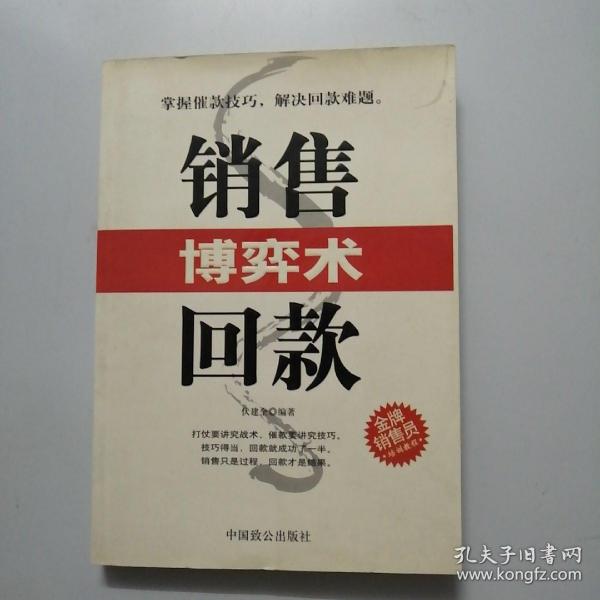 掌握催款技巧，解决回款难题。
销售
博弈术
回款
伏建全◎编著
打仗要讲究战术、催款要讲究技巧。
技巧得当，回款就成功了一半。
销售只是过程，回款才是结果。
金牌
销售员
·培训教程·
中国致公出版社
孔夫子旧书网
www.kongfz.com